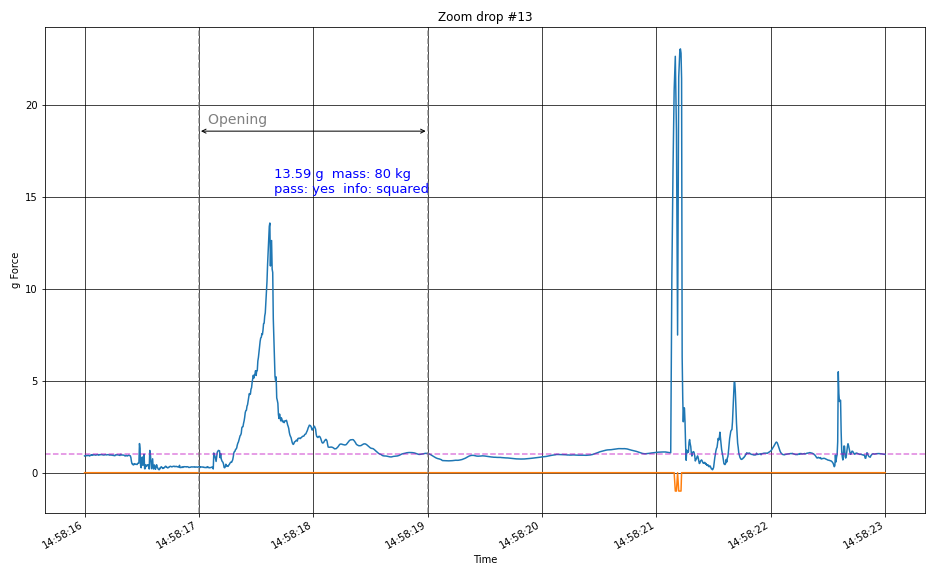 Zoom drop #13
Opening
13.59 g  mass: 80 kg
pass: yes  info: squared
g Force
20
15
10
5
0
14:58:16
14:58:17
14:58:18
14:58:19
14:58:20
14:58:21
14:58:22
14:58:23
Time